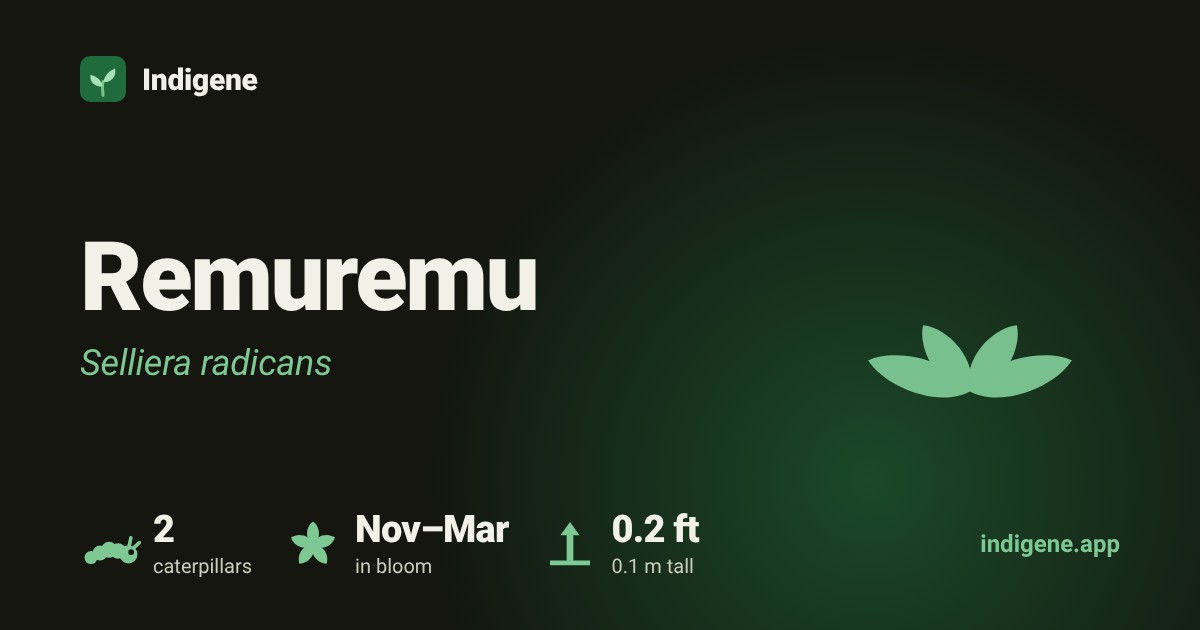 Indigene
Remuremu
Selliera radicans
2
caterpillars
Nov–Mar
in bloom
0.2 ft
0.1 m tall
indigene.app